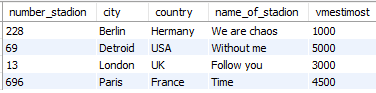 number_stadion city country name_of_stadion vmestimost
228 Berlin Hermany We are chaos 1000
69 Detroid USA Without me 5000
13 London UK Follow you 3000
696 Paris France Time 4500